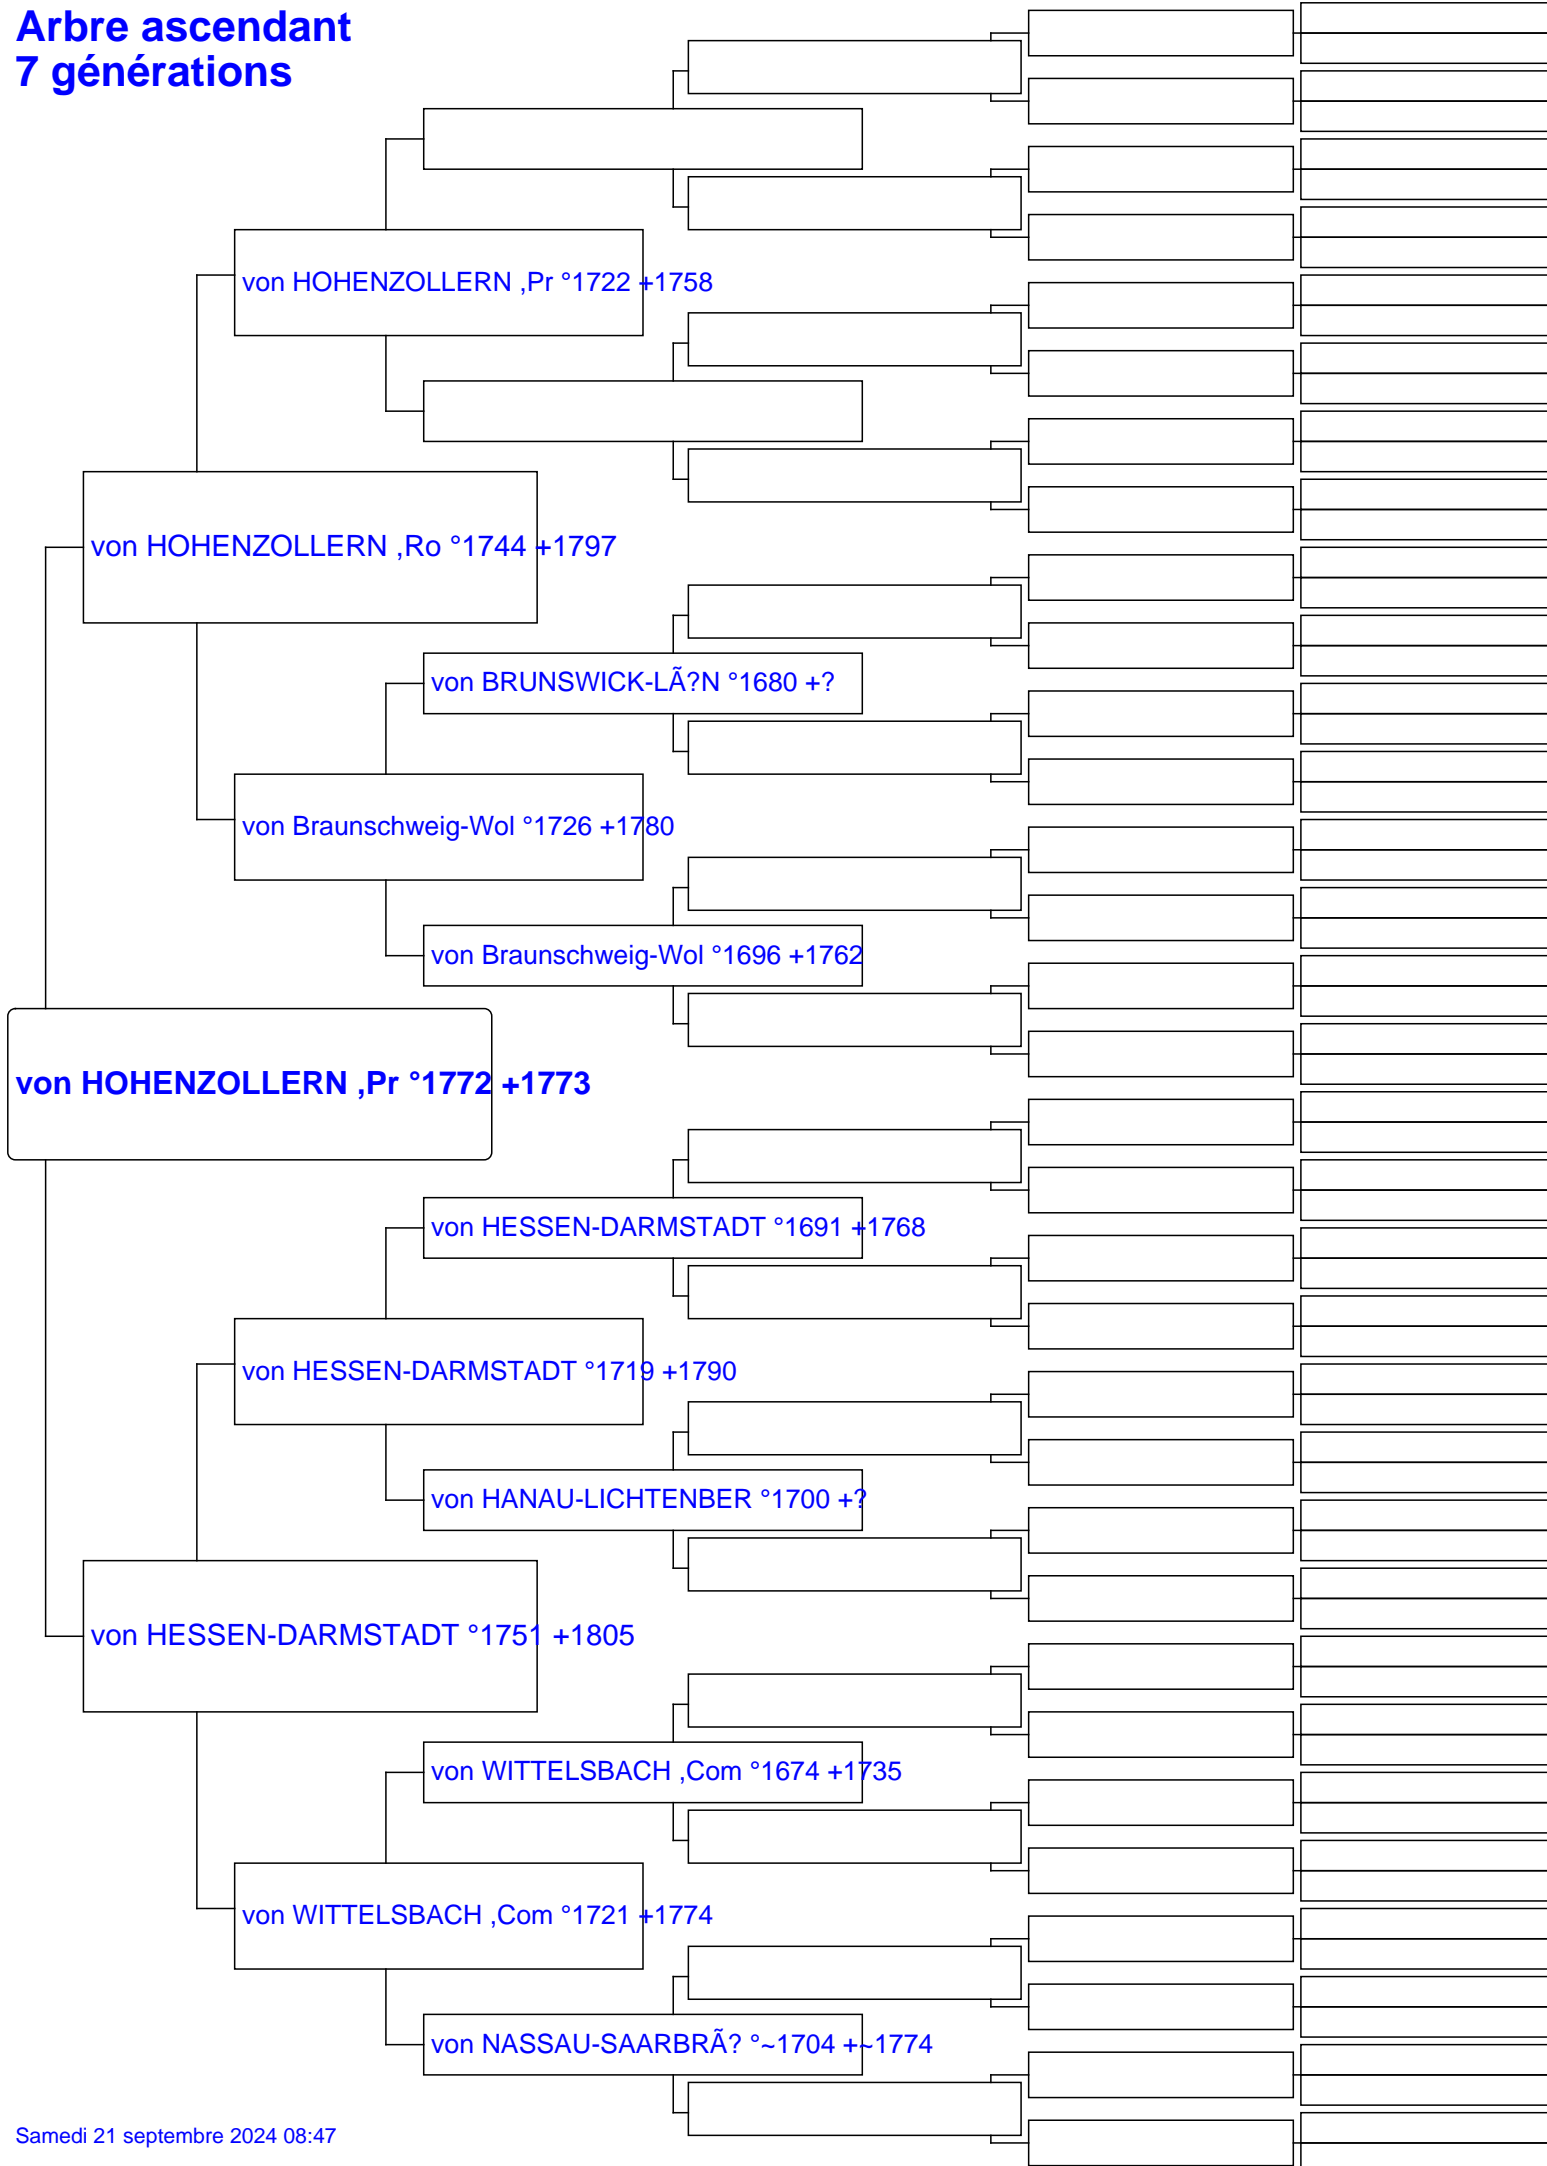 Arbre ascendant
7 générations
von HOHENZOLLERN ,Pr °1722 +1758
von HOHENZOLLERN ,Ro °1744 +1797
von BRUNSWICK-LÃ?N °1680 +?
von Braunschweig-Wol °1726 +1780
von Braunschweig-Wol °1696 +1762
von HOHENZOLLERN ,Pr °1772 +1773
von HESSEN-DARMSTADT °1691 +1768
von HESSEN-DARMSTADT °1719 +1790
von HANAU-LICHTENBER °1700 +?
von HESSEN-DARMSTADT °1751 +1805
von WITTELSBACH ,Com °1674 +1735
von WITTELSBACH ,Com °1721 +1774
von NASSAU-SAARBRÃ? °~1704 +~1774
Samedi 21 septembre 2024 08:47